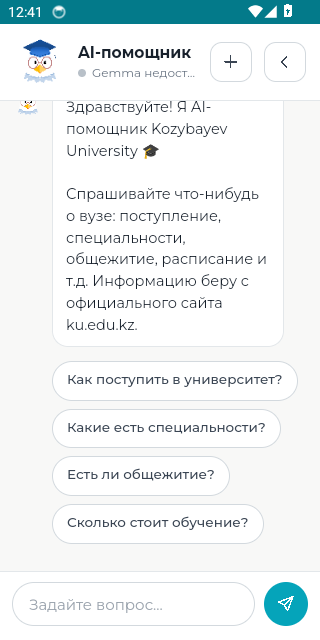 12:41
AI-помощник
Gemma недост...
Здравствуйте! Я AI-
помощник Kozybayev
University 🎓
Спрашивайте что-нибудь
о вузе: поступление,
специальности,
общежитие, расписание и
т.д. Информацию беру с
официального сайта
ku.edu.kz.
Как поступить в университет?
Какие есть специальности?
Есть ли общежитие?
Сколько стоит обучение?
Задайте вопрос...